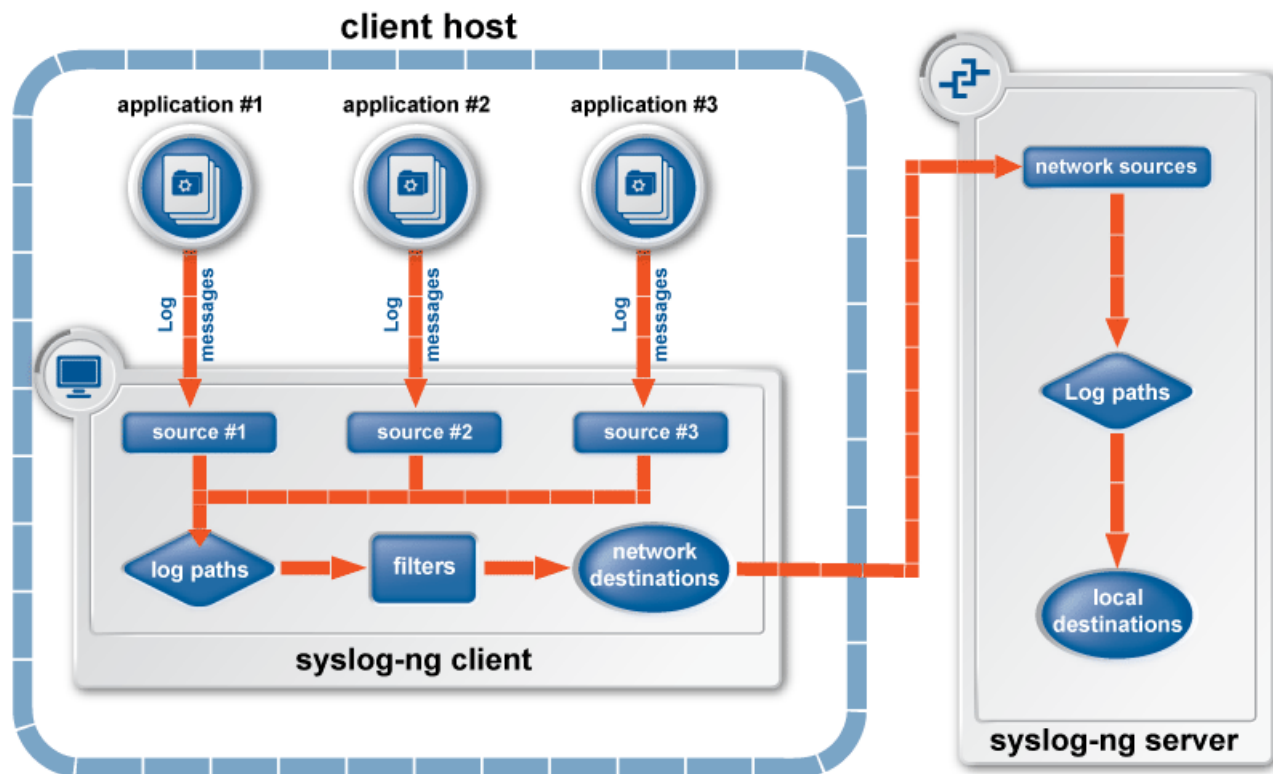 client host
application #1
application #2
application #3
Log
messages
Log
messages
Log
messages
source #1
source #2
source #3
log paths
filters
network
destinations
syslog-ng client
network sources
Log paths
local
destinations
syslog-ng server